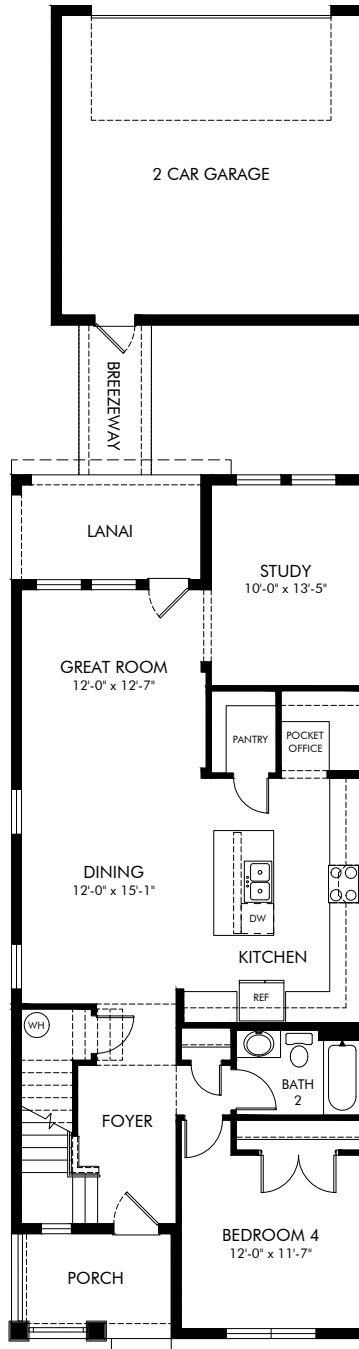 2 CAR GARAGE
BREEZEWAY
LANAI
STUDY
10'-0" x 13'-5"
GREAT ROOM
12'-0" x 12'-7"
PANTRY
POCKET
OFFICE
DINING
12'-0" x 15'-1"
DW
KITCHEN
REF
WH
BATH
2
FOYER
BEDROOM 4
12'-0" x 11'-7"
PORCH